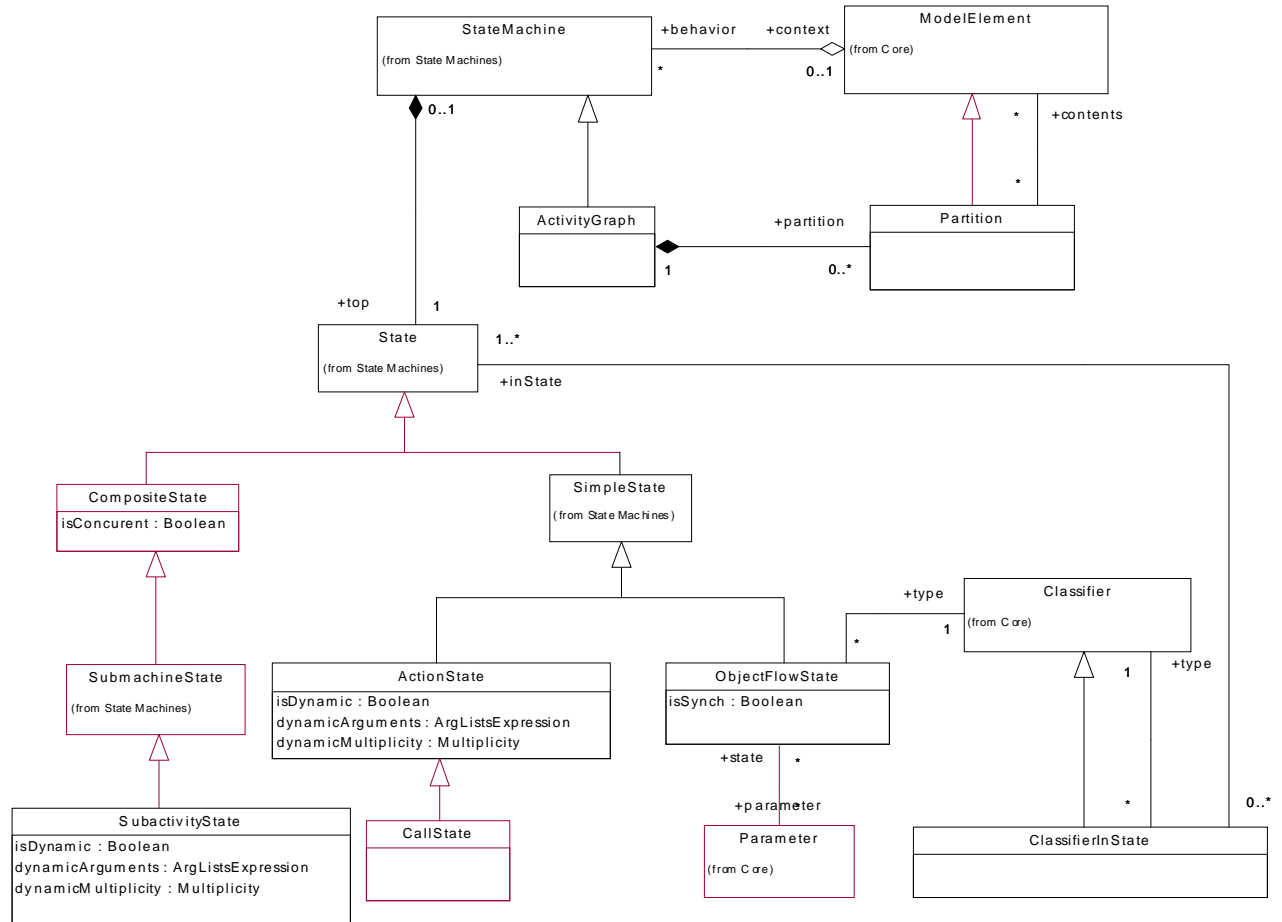 StateMachine
(from State Machines)
+behavior
+context
*
0..1
ModelElement
(from Core)
0..1
*
+contents
*
ActivityGraph
+partition
1
0..*
Partition
+top
1
State
(from State Machines)
1..*
+inState
CompositeState
isConcurent : Boolean
SimpleState
(from State Machines)
SubmachineState
(from State Machines)
ActionState
isDynamic : Boolean
dynamicArguments : ArgListsExpression
dynamicMultiplicity : Multiplicity
+type
1
*
Classifier
(from Core)
ObjectFlowState
isSynch : Boolean
1
+type
+state
*
+parameter
*
*
0..*
SubactivityState
isDynamic : Boolean
dynamicArguments : ArgListsExpression
dynamicMultiplicity : Multiplicity
CallState
Parameter
(from Core)
ClassifierInState